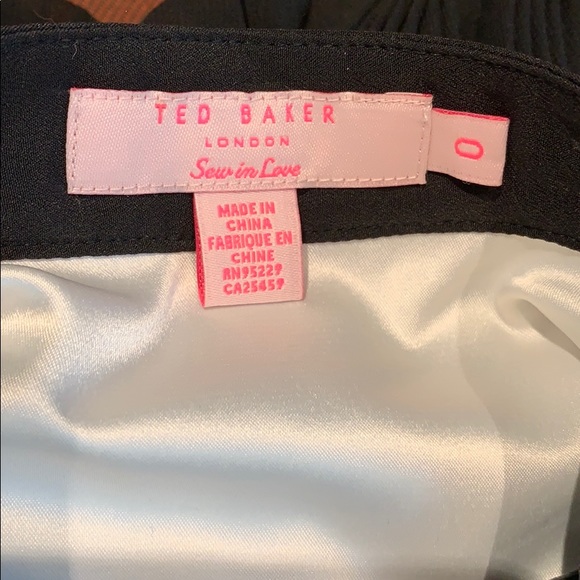 TED BAKER
LONDON
Sew in Love
0
MADE IN
CHINA
FABRIQUE EN
CHINE
RN95229
CA25459